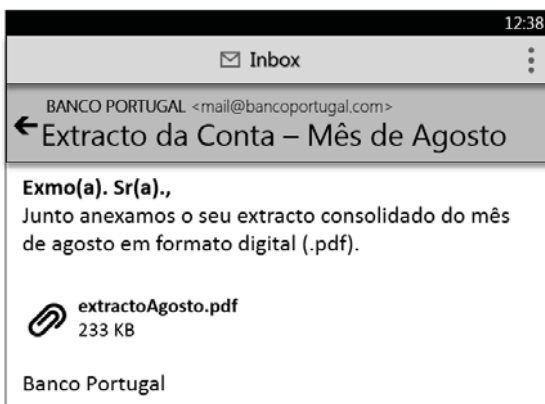 12:38
Inbox
BANCO PORTUGAL <mail@bancoportugal.com>
Extracto da Conta – Mês de Agosto
Exmo(a). Sr(a).,
Junto anexamos o seu extracto consolidado do mês
de agosto em formato digital (.pdf).
extractoAgosto.pdf
233 KB
Banco Portugal